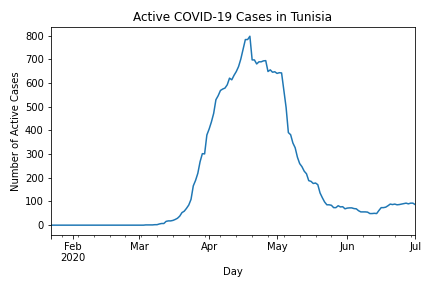 Active COVID-19 Cases in Tunisia
Number of Active Cases
800
700
600
500
400
300
200
100
0
Feb
2020
Mar
Apr
May
Jun
Jul
Day